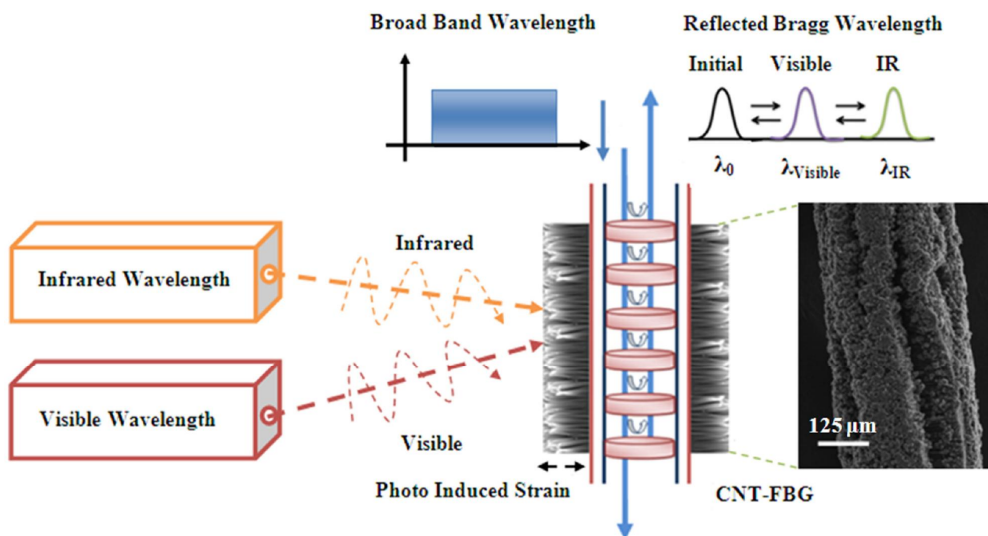 Broad Band Wavelength
Reflected Bragg Wavelength
Initial Visible IR
λ0 λVisible λIR
Infrared Wavelength
Infrared
Visible Wavelength
Visible
Photo Induced Strain
CNT-FBG
125 μm